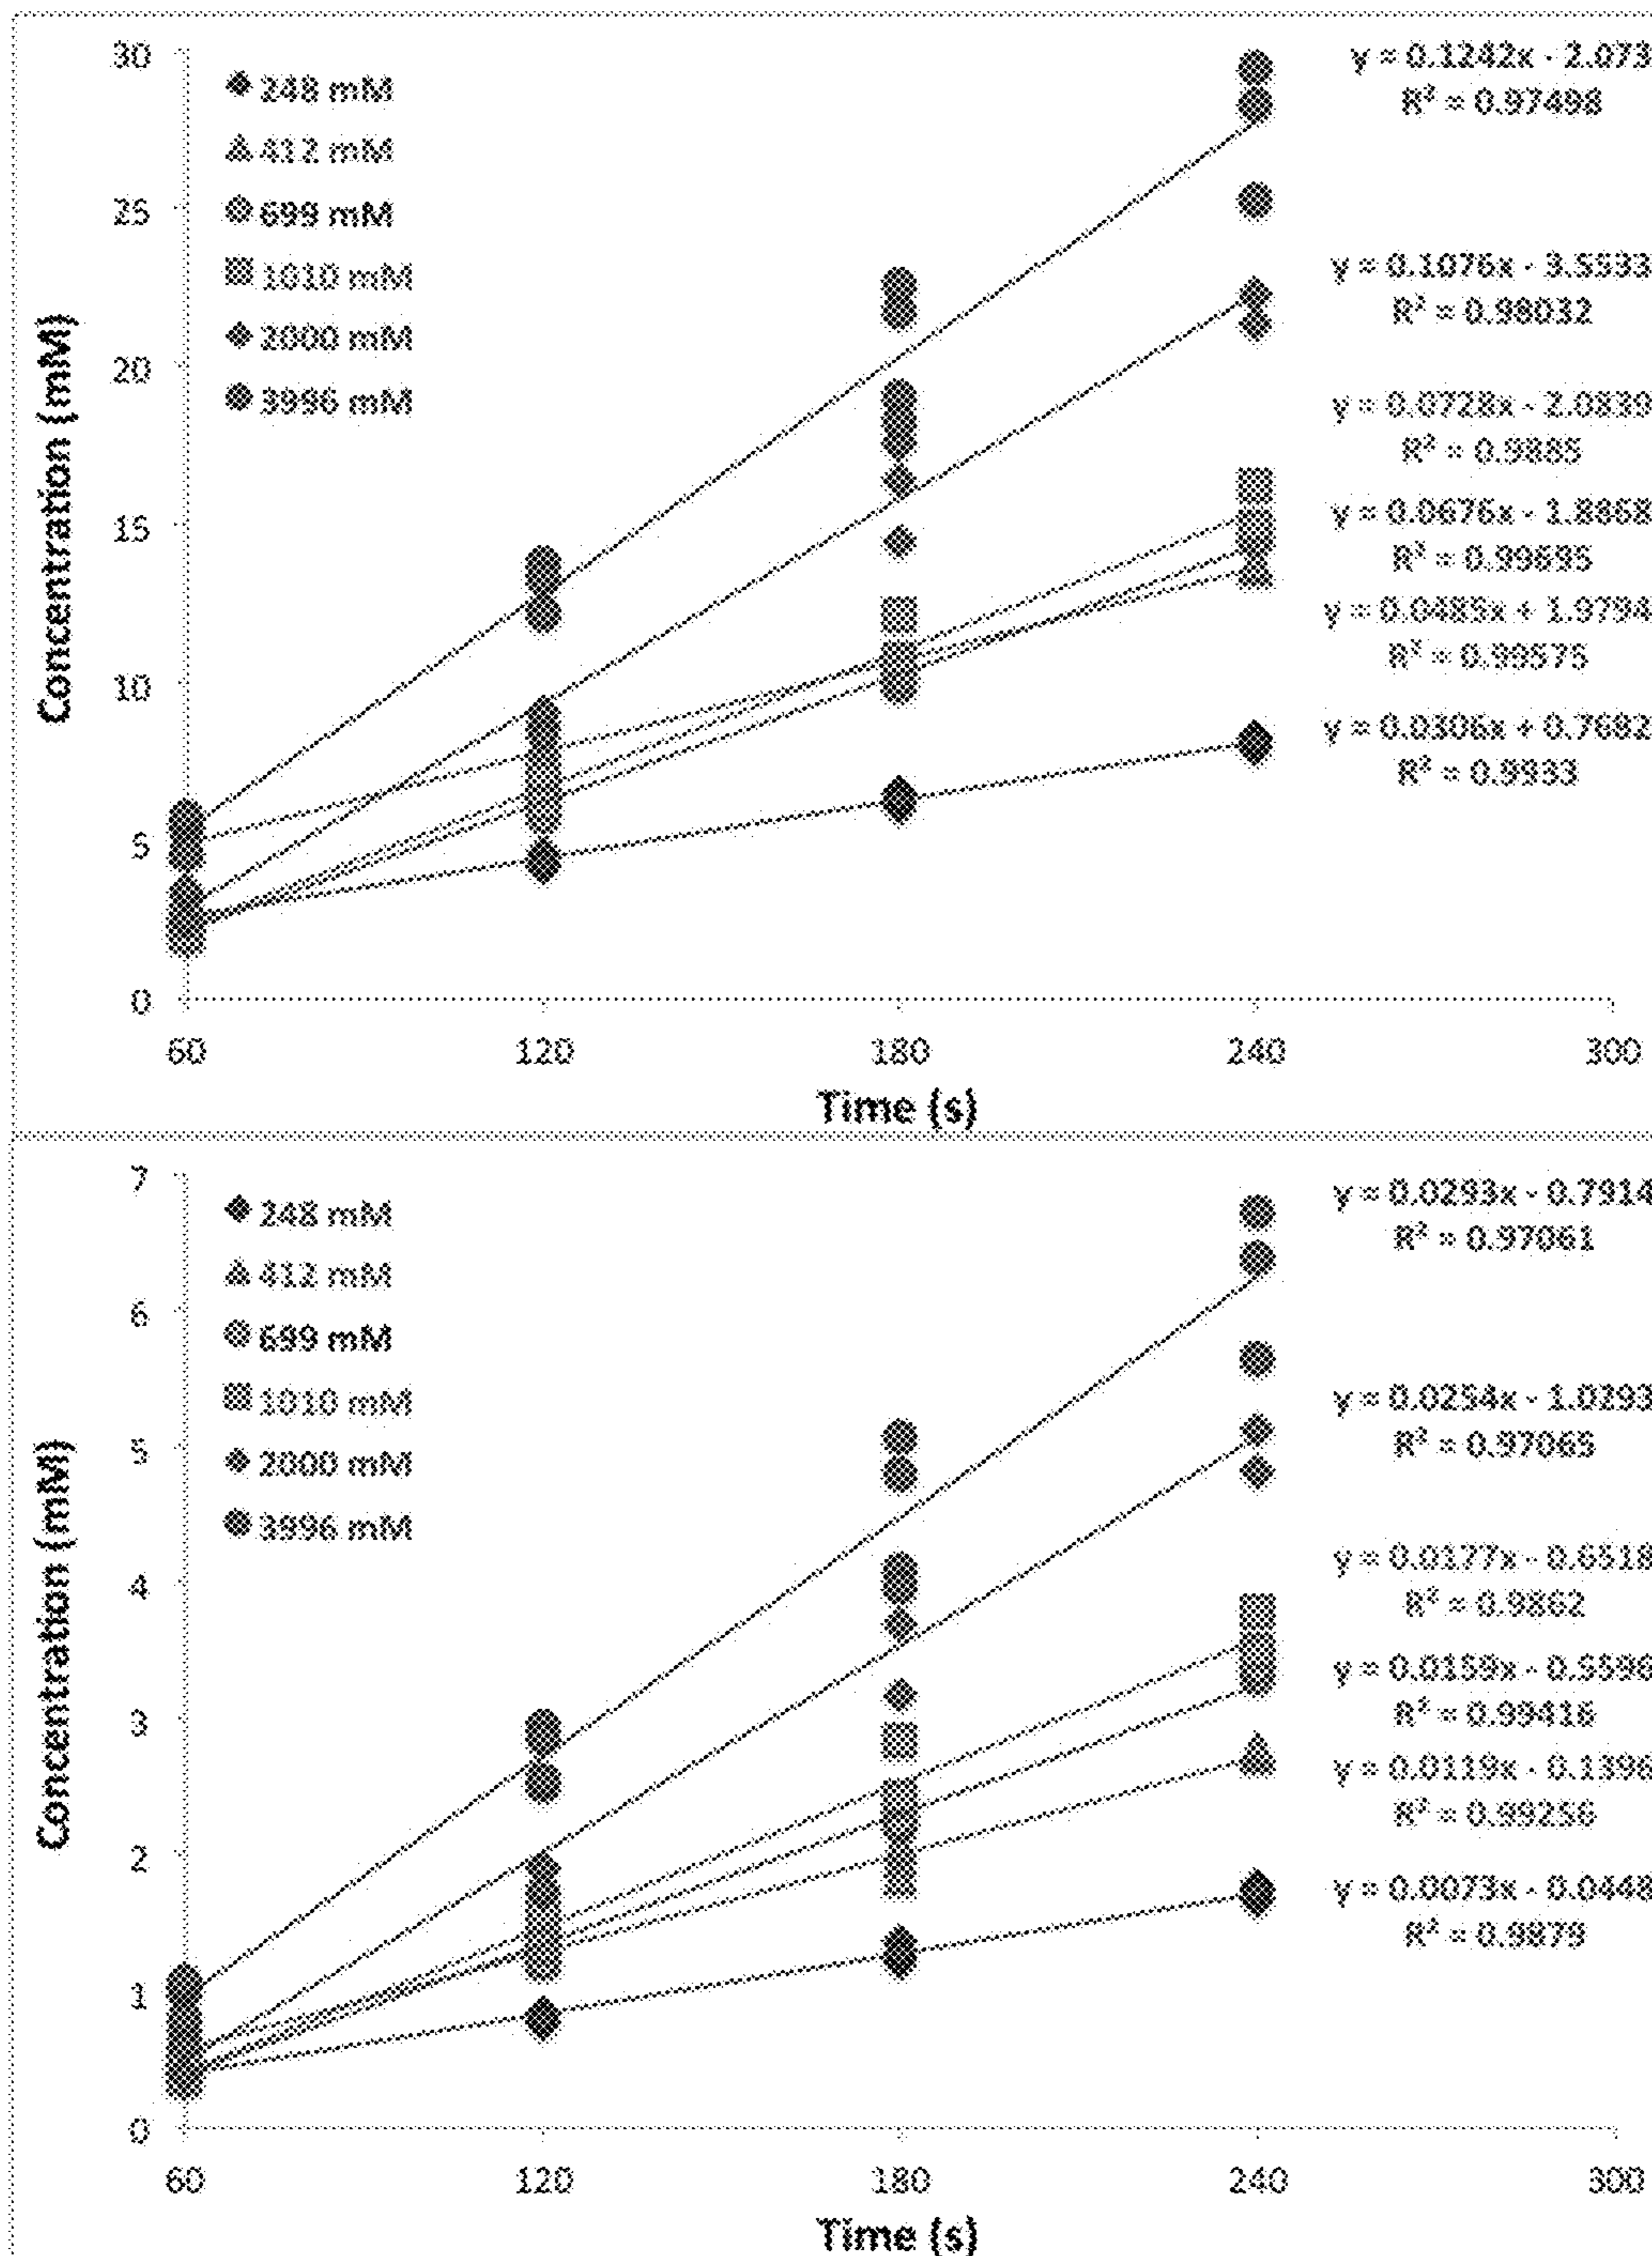 30
25
20
15
10
5
0
Concentration (mM)
248 mM
412 mM
699 mM
1010 mM
2000 mM
3996 mM
y = 0.1242x - 2.073
R² = 0.97498
y = 0.1076x - 3.5533
R² = 0.98032
y = 0.0728x - 2.0839
R² = 0.9885
y = 0.0676x - 1.8868
R² = 0.99695
y = 0.0485x + 1.9794
R² = 0.99575
y = 0.0306x + 0.7682
R² = 0.9933
60 120 180 240 300
Time (s)
7
6
5
4
3
2
1
0
Concentration (mM)
248 mM
412 mM
699 mM
1010 mM
2000 mM
3996 mM
y = 0.0293x - 0.7914
R² = 0.97061
y = 0.0254x - 1.0293
R² = 0.97065
y = 0.0177x - 0.6518
R² = 0.9862
y = 0.0159x - 0.5596
R² = 0.99416
y = 0.0119x - 0.1396
R² = 0.99256
y = 0.0073x - 0.0448
R² = 0.9879
60 120 180 240 300
Time (s)